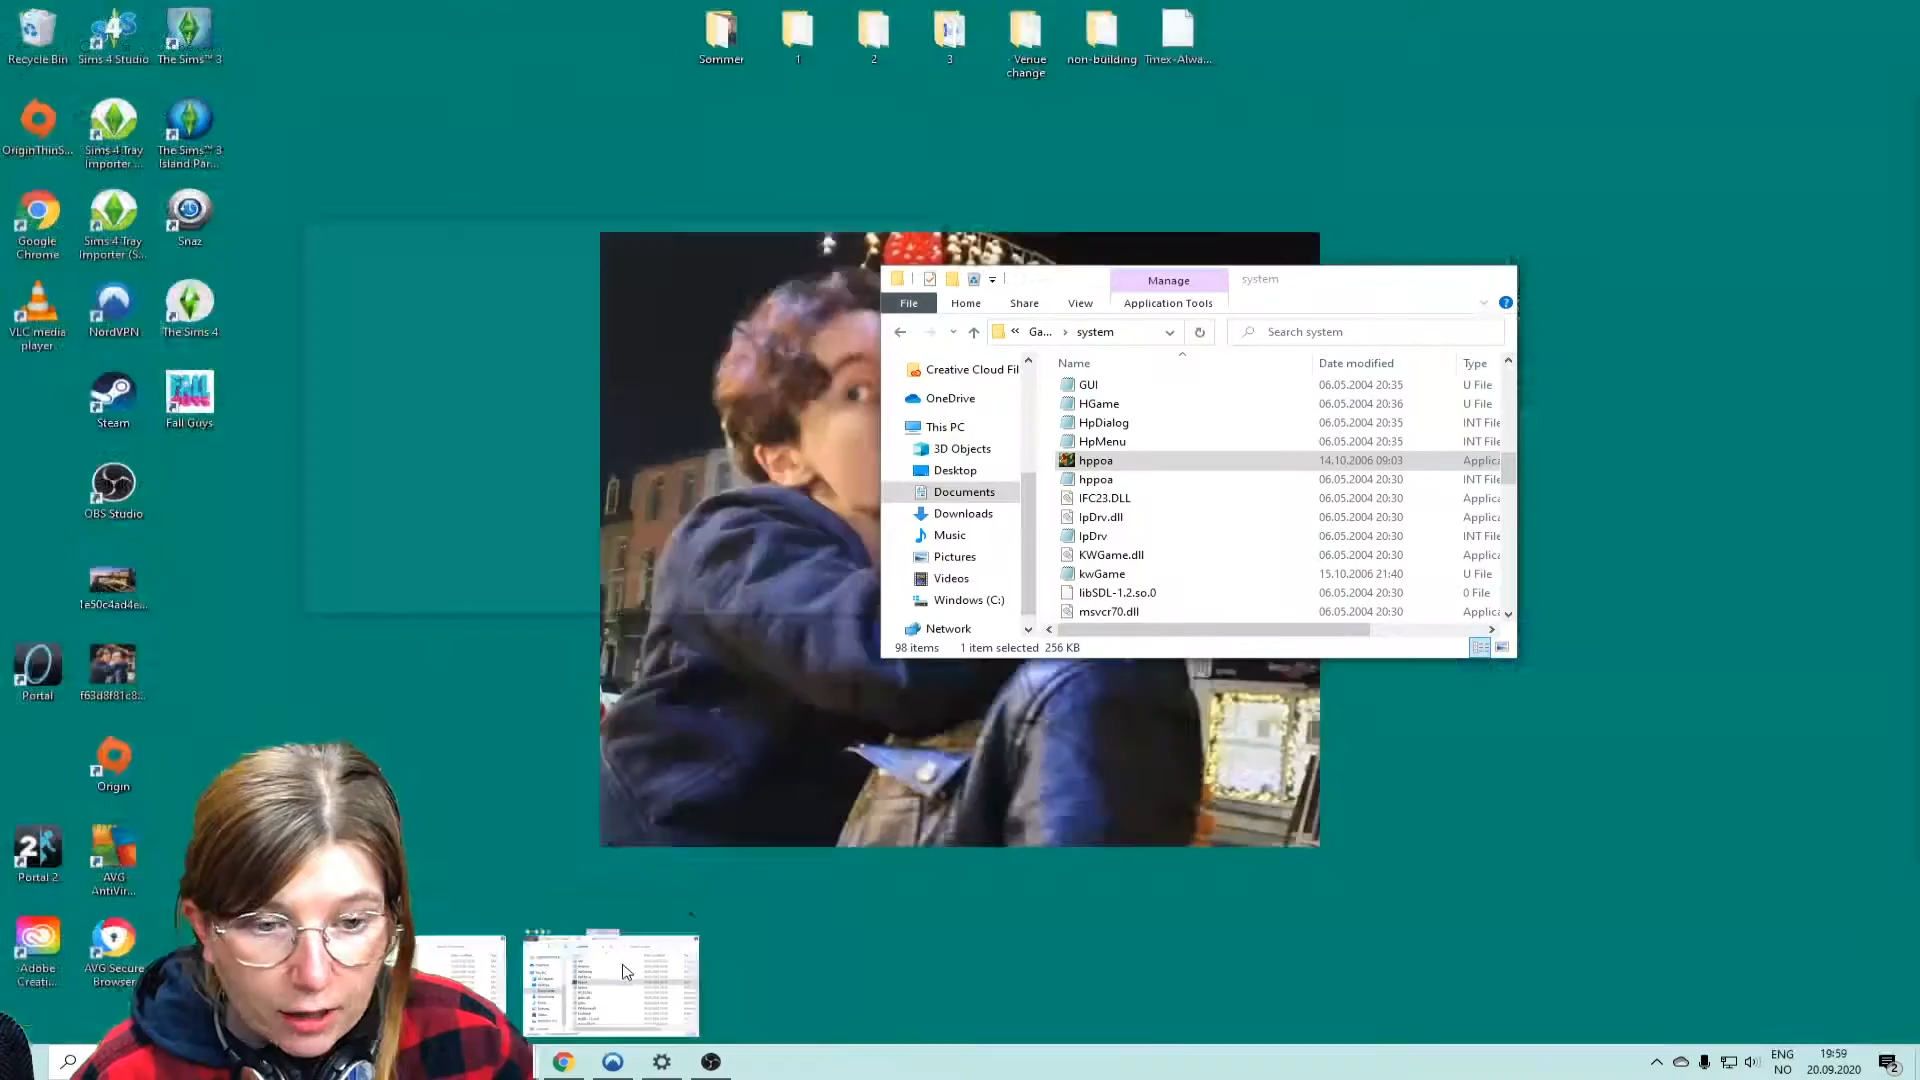 Recycle Bin
Sims 4 Studio
The Sims™ 3
Sommer
1
2
3
- Venue
change
non-building
Tmex-Alwa...
OriginThinS...
Sims 4 Tray
Importer ...
The Sims™ 3
Island Par...
Google
Chrome
Sims 4 Tray
Importer (S...
Snaz
VLC media
player
NordVPN
The Sims 4
Steam
Fall Guys
OBS Studio
1e50c4ad4e...
Portal
f63d8f81c8...
Origin
Portal 2
AVG
AntiVir...
Adobe
Creati...
AVG Secure
Browser
Manage
system
File
Home
Share
View
Application Tools
« Ga... › system
Search system
Creative Cloud Fil
OneDrive
This PC
3D Objects
Desktop
Documents
Downloads
Music
Pictures
Videos
Windows (C:)
Network
Name Date modified Type
GUI 06.05.2004 20:35 U File
HGame 06.05.2004 20:36 U File
HpDialog 06.05.2004 20:35 INT File
HpMenu 06.05.2004 20:35 INT File
hppoa 14.10.2006 09:03 Applica
hppoa 06.05.2004 20:30 INT File
IFC23.DLL 06.05.2004 20:30 Applica
IpDrv.dll 06.05.2004 20:30 Applica
IpDrv 06.05.2004 20:30 INT File
KWGame.dll 06.05.2004 20:30 Applica
kwGame 15.10.2006 21:40 U File
libSDL-1.2.so.0 06.05.2004 20:30 0 File
msvcr70.dll 06.05.2004 20:30 Applica
98 items 1 item selected 256 KB
ENG
NO
19:59
20.09.2020
2